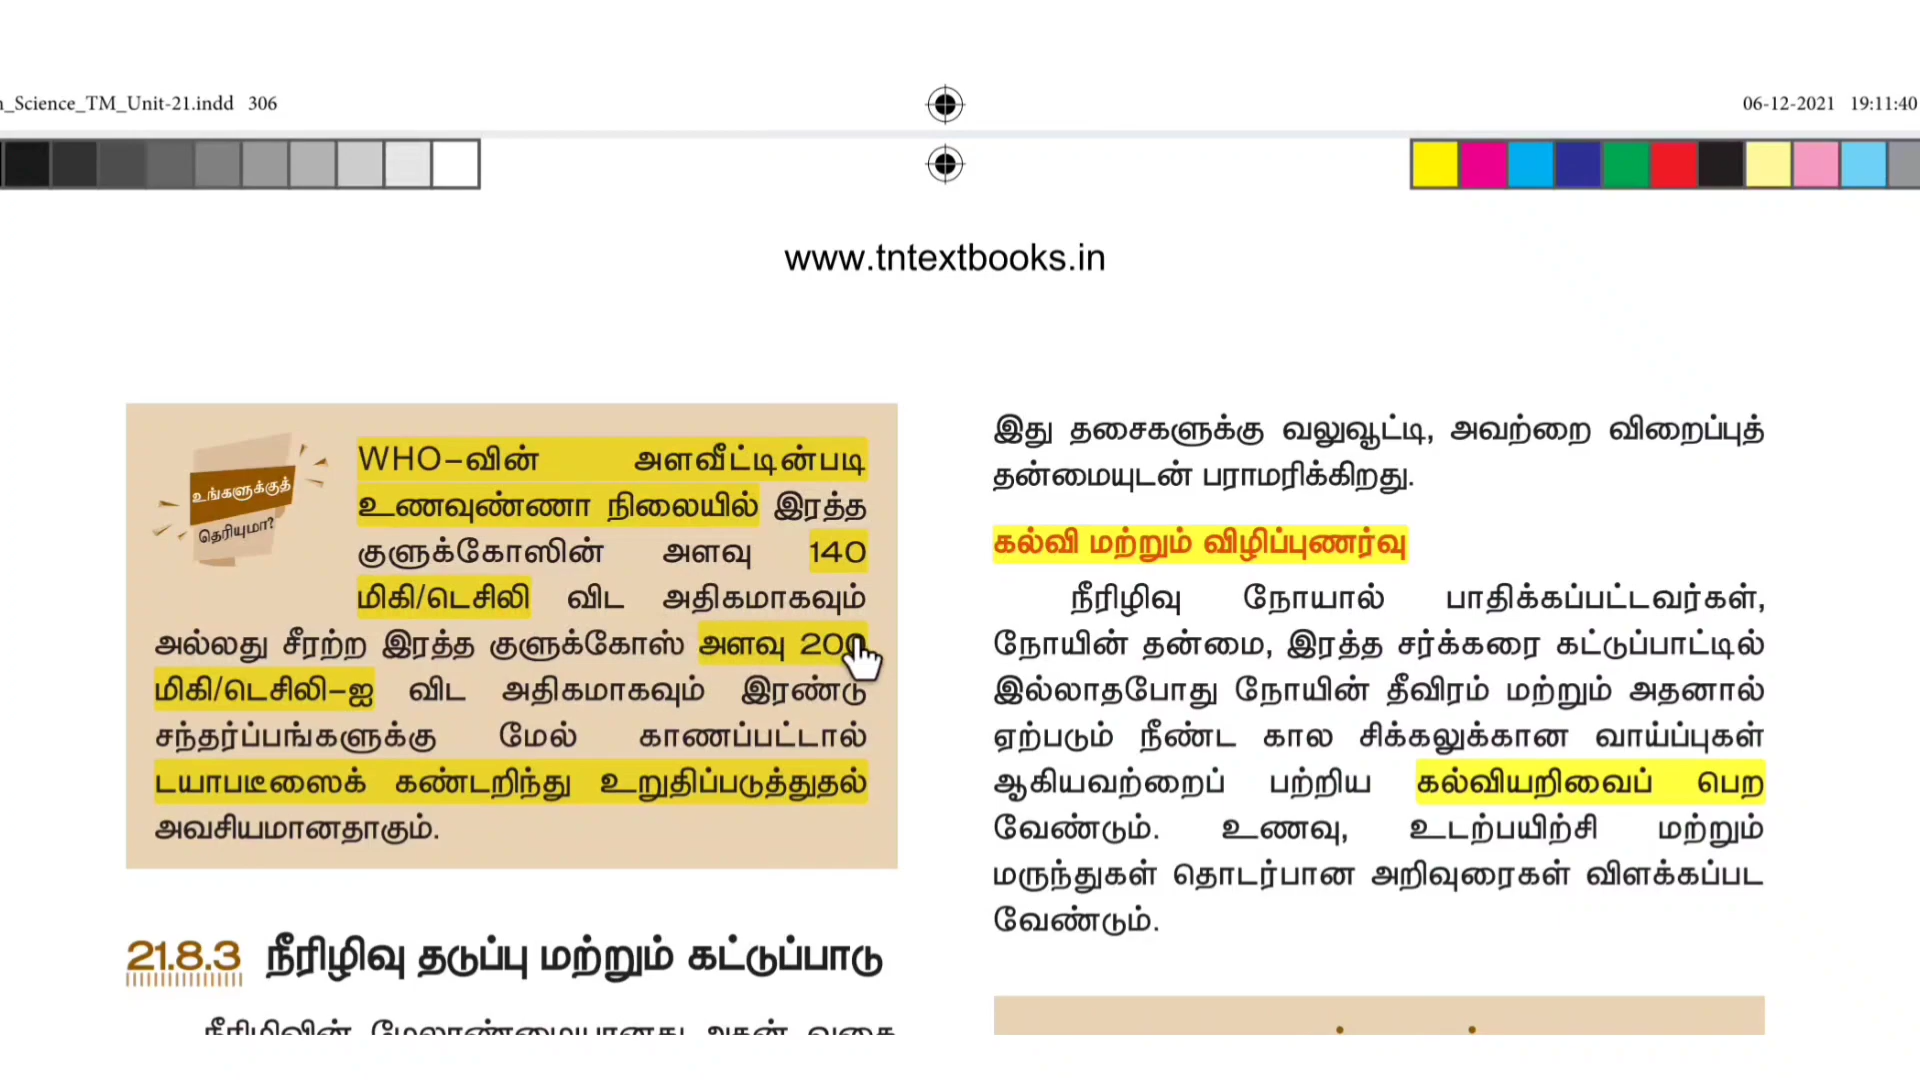 _Science_TM_Unit-21.indd 306
06-12-2021 19:11:40
www.tntextbooks.in
உங்களுக்குத்
தெரியுமா?
WHO-வின் அளவீட்டின்படி
உணவுண்ணா நிலையில் இரத்த
குளுக்கோஸின் அளவு 140
மிகி/டெசிலி விட அதிகமாகவும்
அல்லது சீரற்ற இரத்த குளுக்கோஸ் அளவு 200
மிகி/டெசிலி-ஐ விட அதிகமாகவும் இரண்டு
சந்தர்ப்பங்களுக்கு மேல் காணப்பட்டால்
டயாபடீஸைக் கண்டறிந்து உறுதிப்படுத்துதல்
அவசியமானதாகும்.
21.8.3 நீரிழிவு தடுப்பு மற்றும் கட்டுப்பாடு
இது தசைகளுக்கு வலுவூட்டி, அவற்றை விறைப்புத்
தன்மையுடன் பராமரிக்கிறது.
கல்வி மற்றும் விழிப்புணர்வு
நீரிழிவு நோயால் பாதிக்கப்பட்டவர்கள்,
நோயின் தன்மை, இரத்த சர்க்கரை கட்டுப்பாட்டில்
இல்லாதபோது நோயின் தீவிரம் மற்றும் அதனால்
ஏற்படும் நீண்ட கால சிக்கலுக்கான வாய்ப்புகள்
ஆகியவற்றைப் பற்றிய கல்வியறிவைப் பெற
வேண்டும். உணவு, உடற்பயிற்சி மற்றும்
மருந்துகள் தொடர்பான அறிவுரைகள் விளக்கப்பட
வேண்டும்.